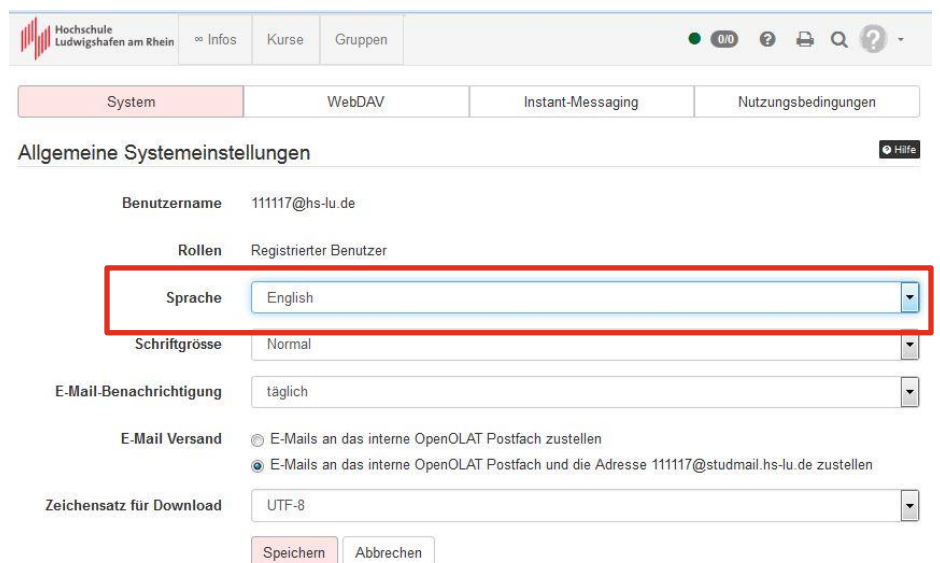 Hochschule
Ludwigshafen am Rhein
∞ Infos Kurse Gruppen 0/0
System WebDAV Instant-Messaging Nutzungsbedingungen
Allgemeine Systemeinstellungen Hilfe
Benutzername 111117@hs-lu.de
Rollen Registrierter Benutzer
Sprache English
Schriftgrösse Normal
E-Mail-Benachrichtigung täglich
E-Mail Versand E-Mails an das interne OpenOLAT Postfach zustellen
E-Mails an das interne OpenOLAT Postfach und die Adresse 111117@studmail.hs-lu.de zustellen
Zeichensatz für Download UTF-8
Speichern Abbrechen